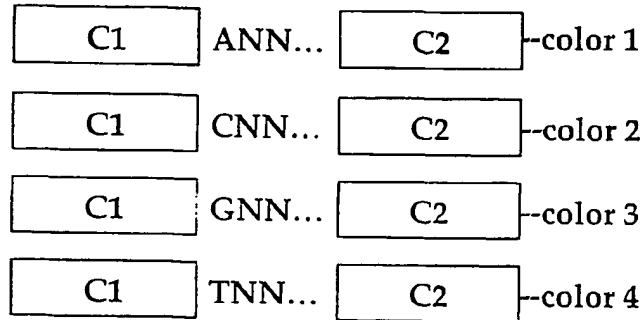 C1 ANN... C2 --color 1
C1 CNN... C2 --color 2
C1 GNN... C2 --color 3
C1 TNN... C2 --color 4